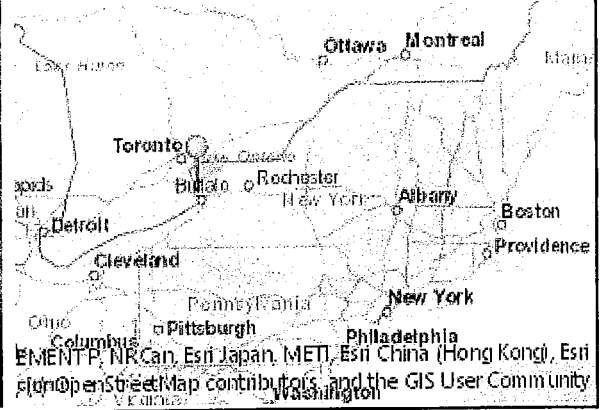 Ottawa
Montreal
Lake Huron
Toronto
Lake Ontario
Buffalo
Rochester
New York
Albany
Boston
Detroit
Providence
Cleveland
Pennsylvania
New York
Ohio
Columbus
Pittsburgh
Philadelphia
EMENT P, NRCan, Esri Japan, METI, Esri China (Hong Kong), Esri
OpenStreetMap contributors, and the GIS User Community
Washington